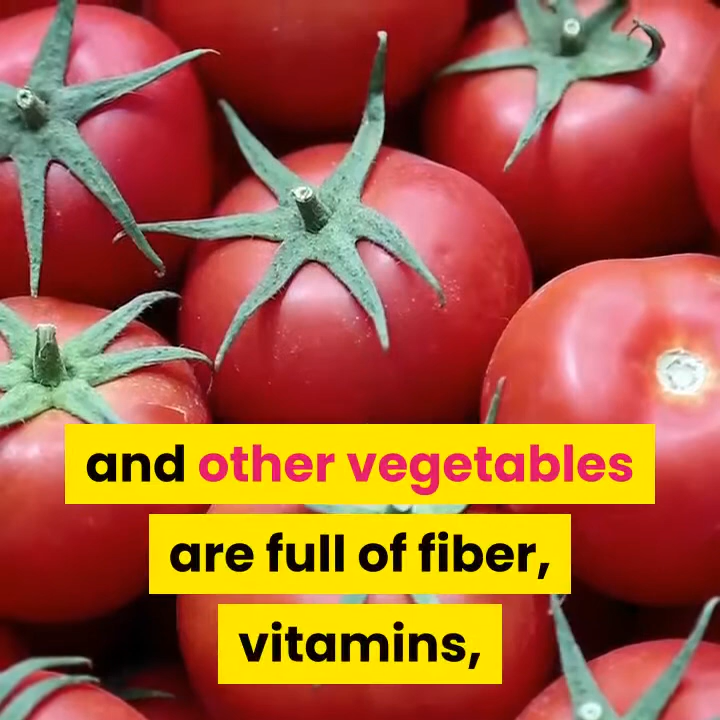 and other vegetables
are full of fiber,
vitamins,